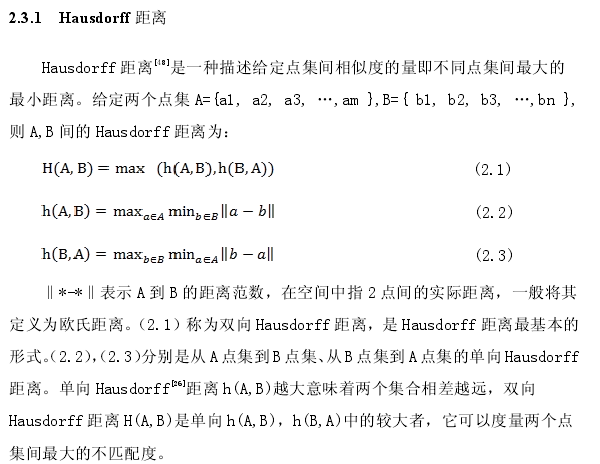 2.3.1 Hausdorff 距离
Hausdorff 距离[18]是一种描述给定点集间相似度的量即不同点集间最大的
最小距离。给定两个点集 A={a1, a2, a3, …,am },B={ b1, b2, b3, …,bn },
则 A,B 间的 Hausdorff 距离为:
H(A,B) = max (h(A,B),h(B,A)) (2.1)
h(A,B) = max_{a∈A} min_{b∈B}‖a − b‖ (2.2)
h(B,A) = max_{b∈B} min_{a∈A}‖b − a‖ (2.3)
‖*-*‖表示 A 到 B 的距离范数，在空间中指 2 点间的实际距离，一般将其
定义为欧氏距离。(2.1)称为双向 Hausdorff 距离，是 Hausdorff 距离最基本的
形式。(2.2),(2.3)分别是从 A 点集到 B 点集、从 B 点集到 A 点集的单向 Hausdorff
距离。单向 Hausdorff[26]距离 h(A,B)越大意味着两个集合相差越远，双向
Hausdorff 距离 H(A,B)是单向 h(A,B), h(B,A)中的较大者，它可以度量两个点
集间最大的不匹配度。